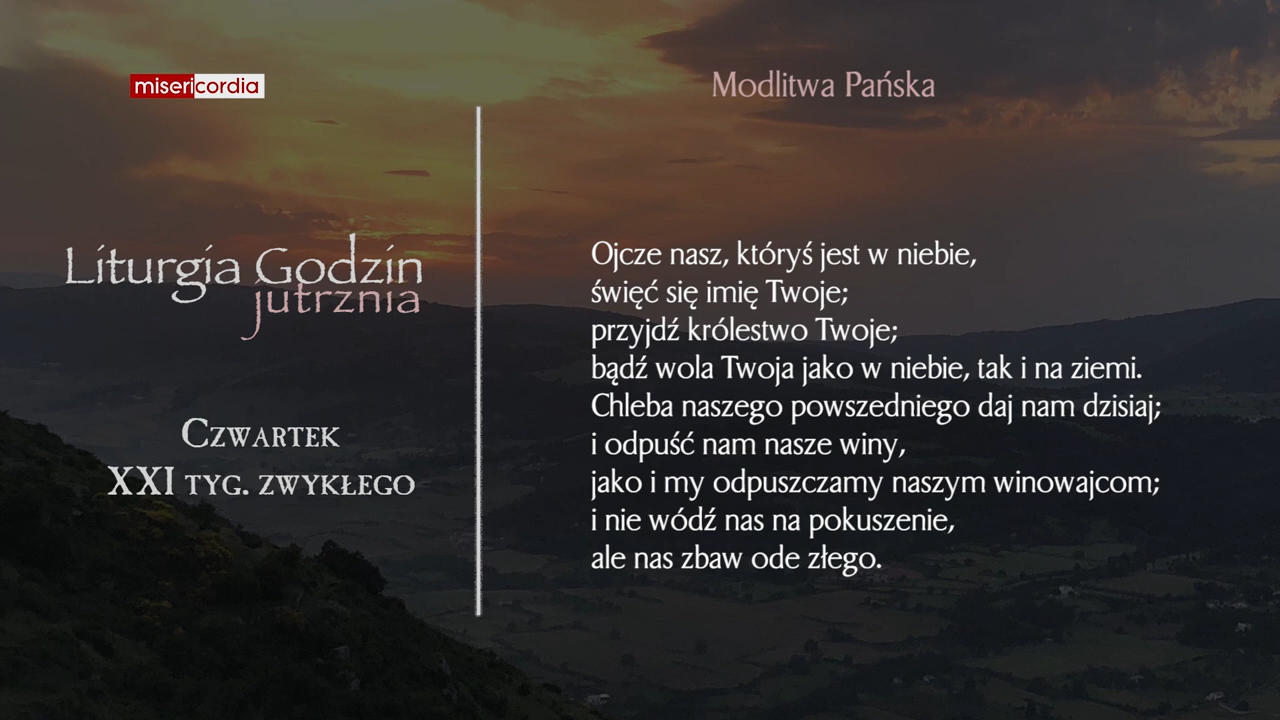 misericordia
Liturgia Godzin
jutrznia
Czwartek
XXI tyg. zwykłego
Modlitwa Pańska
Ojcze nasz, któryś jest w niebie,
święć się imię Twoje;
przyjdź królestwo Twoje;
bądź wola Twoja jako w niebie, tak i na ziemi.
Chleba naszego powszedniego daj nam dzisiaj;
i odpuść nam nasze winy,
jako i my odpuszczamy naszym winowajcom;
i nie wódź nas na pokuszenie,
ale nas zbaw ode złego.